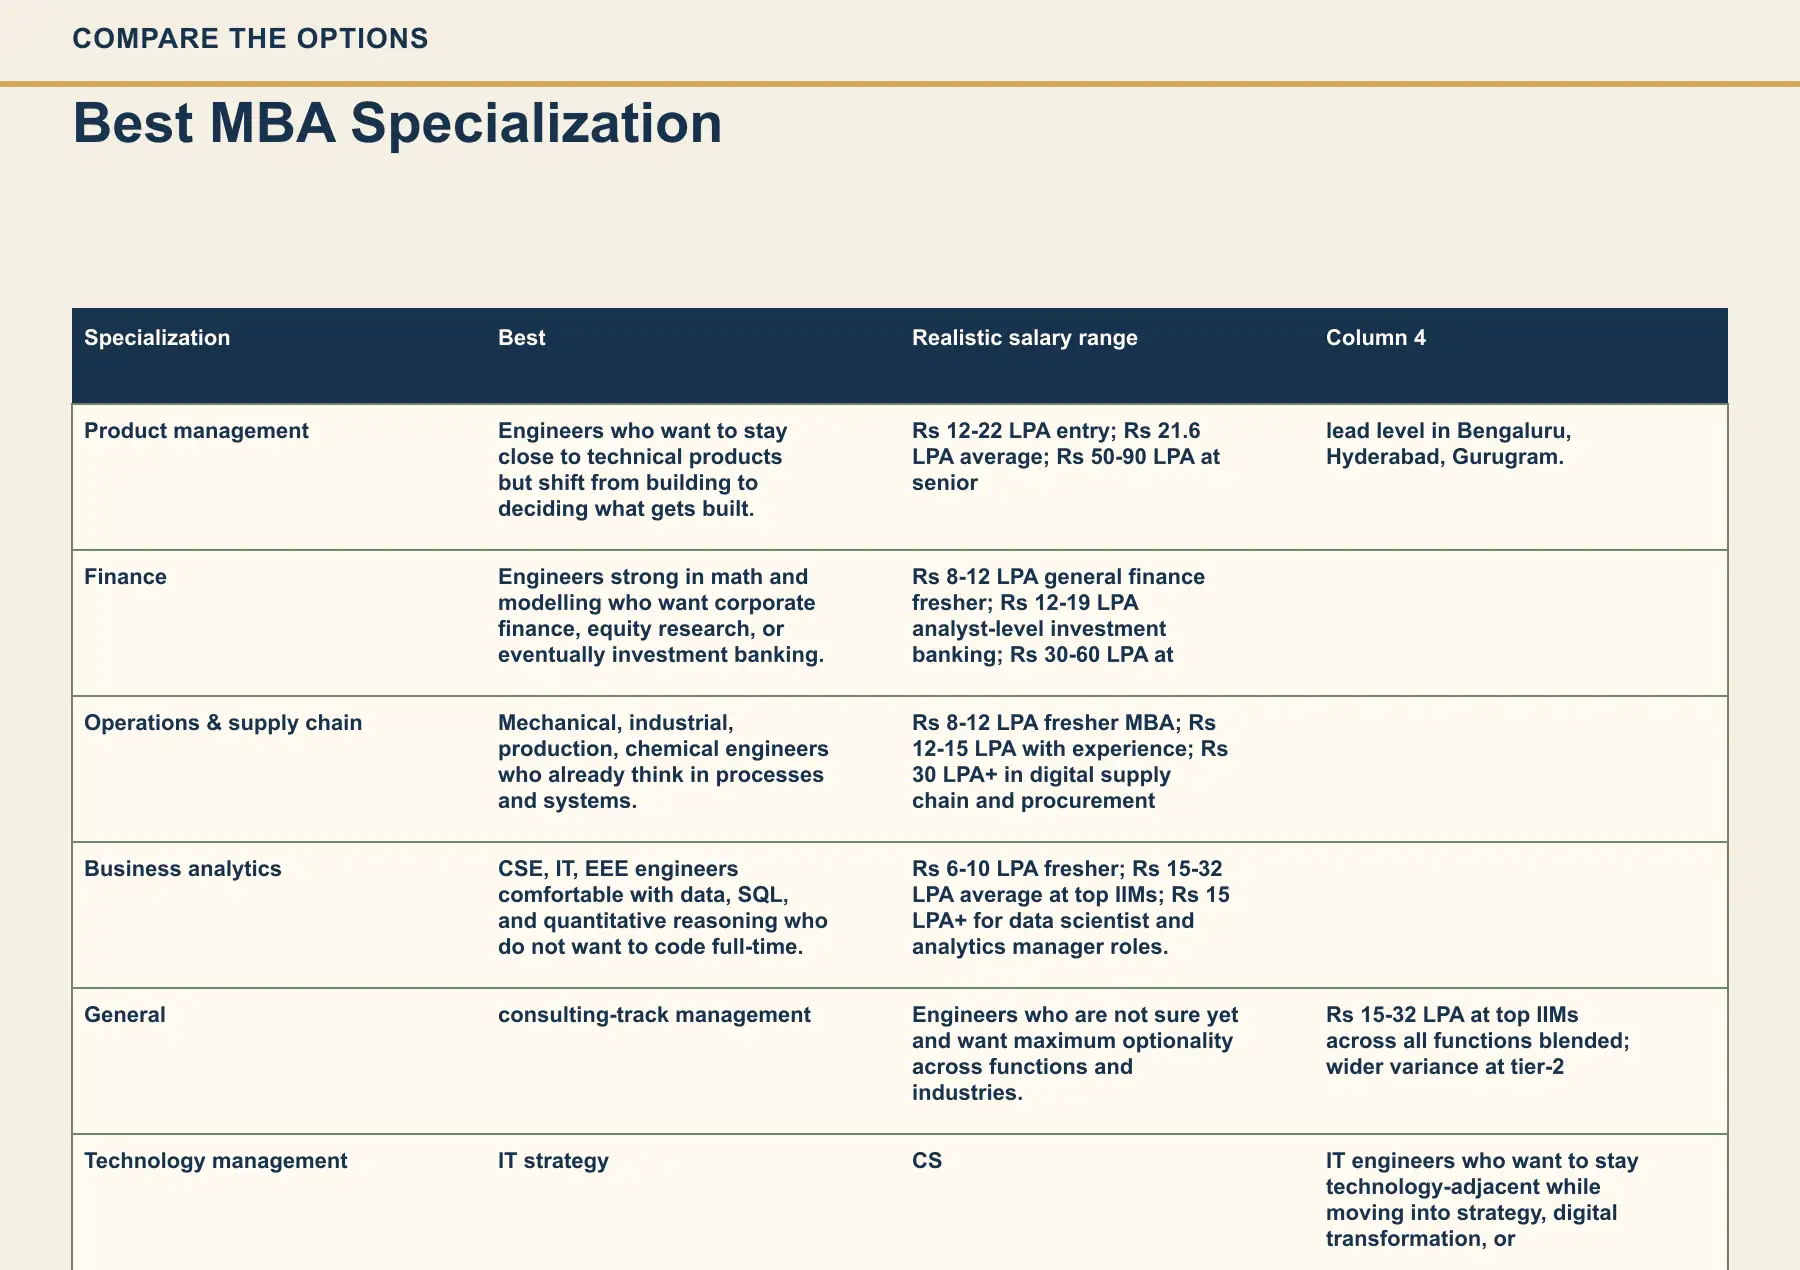 COMPARE THE OPTIONS
Best MBA Specialization
Specialization
Best
Realistic salary range
Column 4
Product management
Engineers who want to stay
close to technical products
but shift from building to
deciding what gets built.
Rs 12-22 LPA entry; Rs 21.6
LPA average; Rs 50-90 LPA at
senior
lead level in Bengaluru,
Hyderabad, Gurugram.
Finance
Engineers strong in math and
modelling who want corporate
finance, equity research, or
eventually investment banking.
Rs 8-12 LPA general finance
fresher; Rs 12-19 LPA
analyst-level investment
banking; Rs 30-60 LPA at
Operations & supply chain
Mechanical, industrial,
production, chemical engineers
who already think in processes
and systems.
Rs 8-12 LPA fresher MBA; Rs
12-15 LPA with experience; Rs
30 LPA+ in digital supply
chain and procurement
Business analytics
CSE, IT, EEE engineers
comfortable with data, SQL,
and quantitative reasoning who
do not want to code full-time.
Rs 6-10 LPA fresher; Rs 15-32
LPA average at top IIMs; Rs 15
LPA+ for data scientist and
analytics manager roles.
General
consulting-track management
Engineers who are not sure yet
and want maximum optionality
across functions and
industries.
Rs 15-32 LPA at top IIMs
across all functions blended;
wider variance at tier-2
Technology management
IT strategy
CS
IT engineers who want to stay
technology-adjacent while
moving into strategy, digital
transformation, or